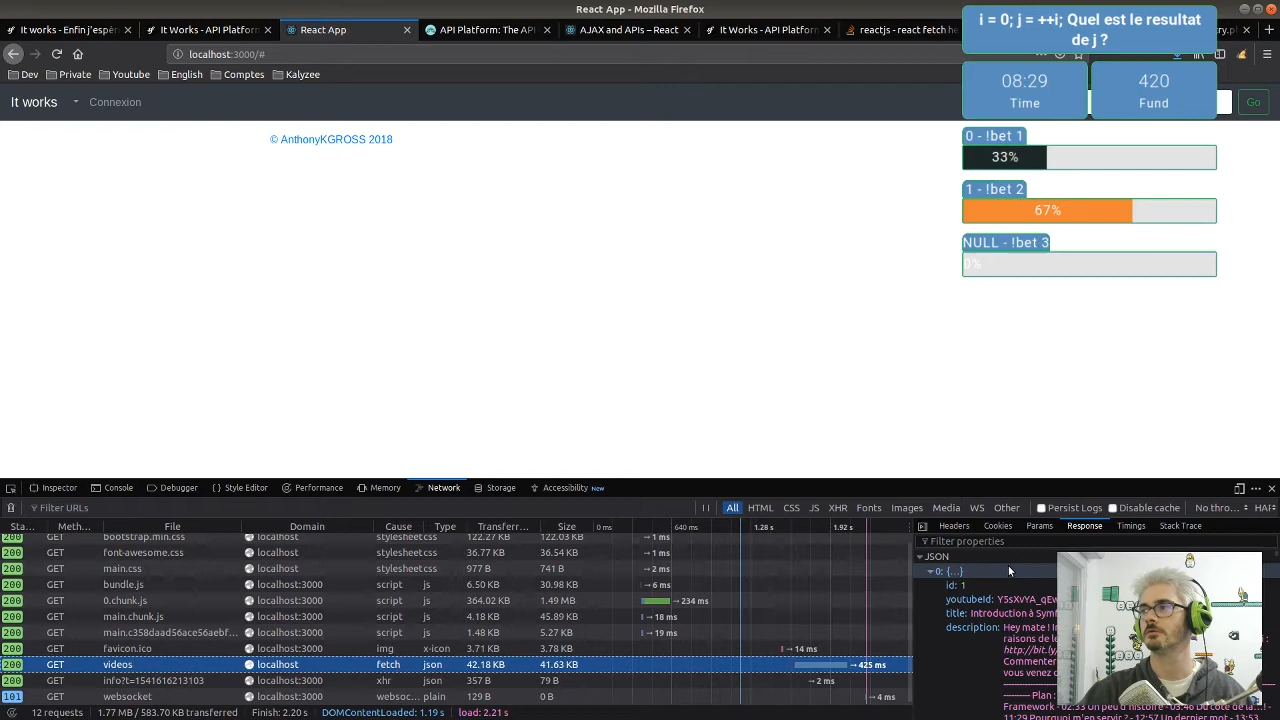 React App - Mozilla Firefox
It works - Enfin j'espèr
It Works - API Platform:
React App
API Platform: The API
AJAX and APIs – React
It Works - API Platform
reactjs - react fetch he
localhost:3000/#
Dev
Private
Youtube
English
Comptes
Kalyzee
It works
Connexion
Go
© AnthonyKGROSS 2018
i = 0; j = ++i; Quel est le resultat
de j ?
08:29
Time
420
Fund
0 - !bet 1
33%
1 - !bet 2
67%
NULL - !bet 3
0%
Inspector
Console
Debugger
{} Style Editor
Performance
Memory
Network
Storage
Accessibility New
Filter URLs
All HTML CSS JS XHR Fonts Images Media WS Other
Persist Logs
Disable cache
No thro...
HAR
Sta... Meth... File Domain Cause Type Transferr... Size 0 ms 640 ms 1.28 s 1.92 s
200 GET bootstrap.min.css localhost stylesheet css 122.27 KB 122.03 KB → 1 ms
200 GET font-awesome.css localhost:3000 stylesheet css 36.77 KB 36.54 KB → 1 ms
200 GET main.css localhost:3000 stylesheet css 977 B 741 B → 2 ms
200 GET bundle.js localhost:3000 script js 6.50 KB 30.98 KB → 6 ms
200 GET 0.chunk.js localhost:3000 script js 364.02 KB 1.49 MB → 234 ms
200 GET main.chunk.js localhost:3000 script js 4.18 KB 45.89 KB → 18 ms
200 GET main.c358daad56ace56aebf... localhost:3000 script js 1.48 KB 5.27 KB → 19 ms
200 GET favicon.ico localhost:3000 img x-icon 3.71 KB 3.78 KB → 14 ms
200 GET videos localhost fetch json 42.18 KB 41.63 KB → 425 ms
200 GET info?t=1541616213103 localhost:3000 xhr json 357 B 79 B → 2 ms
101 GET websocket localhost:3000 websoc... plain 129 B 0 B → 4 ms
12 requests
1.77 MB / 583.70 KB transferred
Finish: 2.20 s
DOMContentLoaded: 1.19 s
load: 2.21 s
Headers Cookies Params Response Timings Stack Trace
Filter properties
JSON
0: {…}
id: 1
youtubeId: Y5sXvYA_qEw
title: Introduction à Symf
description: Hey mate !
raisons de le
http://bit.ly
Commenter
vous venez d
Plan :
Framework - 02:33 Un peu d'histoire - 03:46 Du côté de la
11:29 Pourquoi m'en servir ? - 12:57 Un dernier mot - 13: